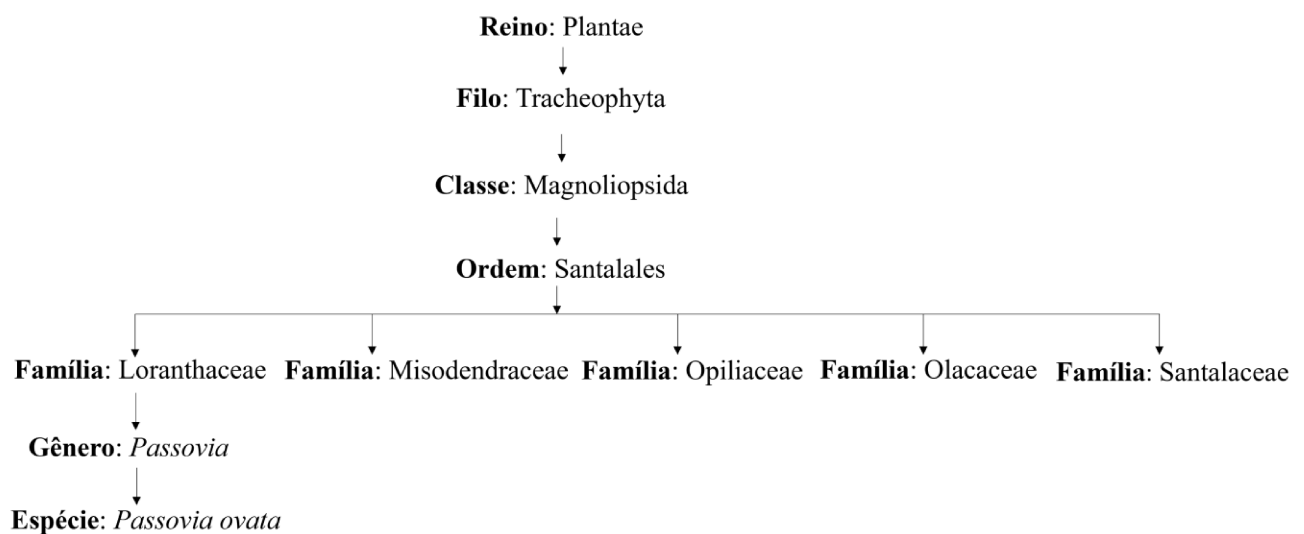 Reino: Plantae
Filo: Tracheophyta
Classe: Magnoliopsida
Ordem: Santalales
Família: Loranthaceae Família: Misodendraceae Família: Opiliaceae Família: Olacaceae Família: Santalaceae
Gênero: Passovia
Espécie: Passovia ovata